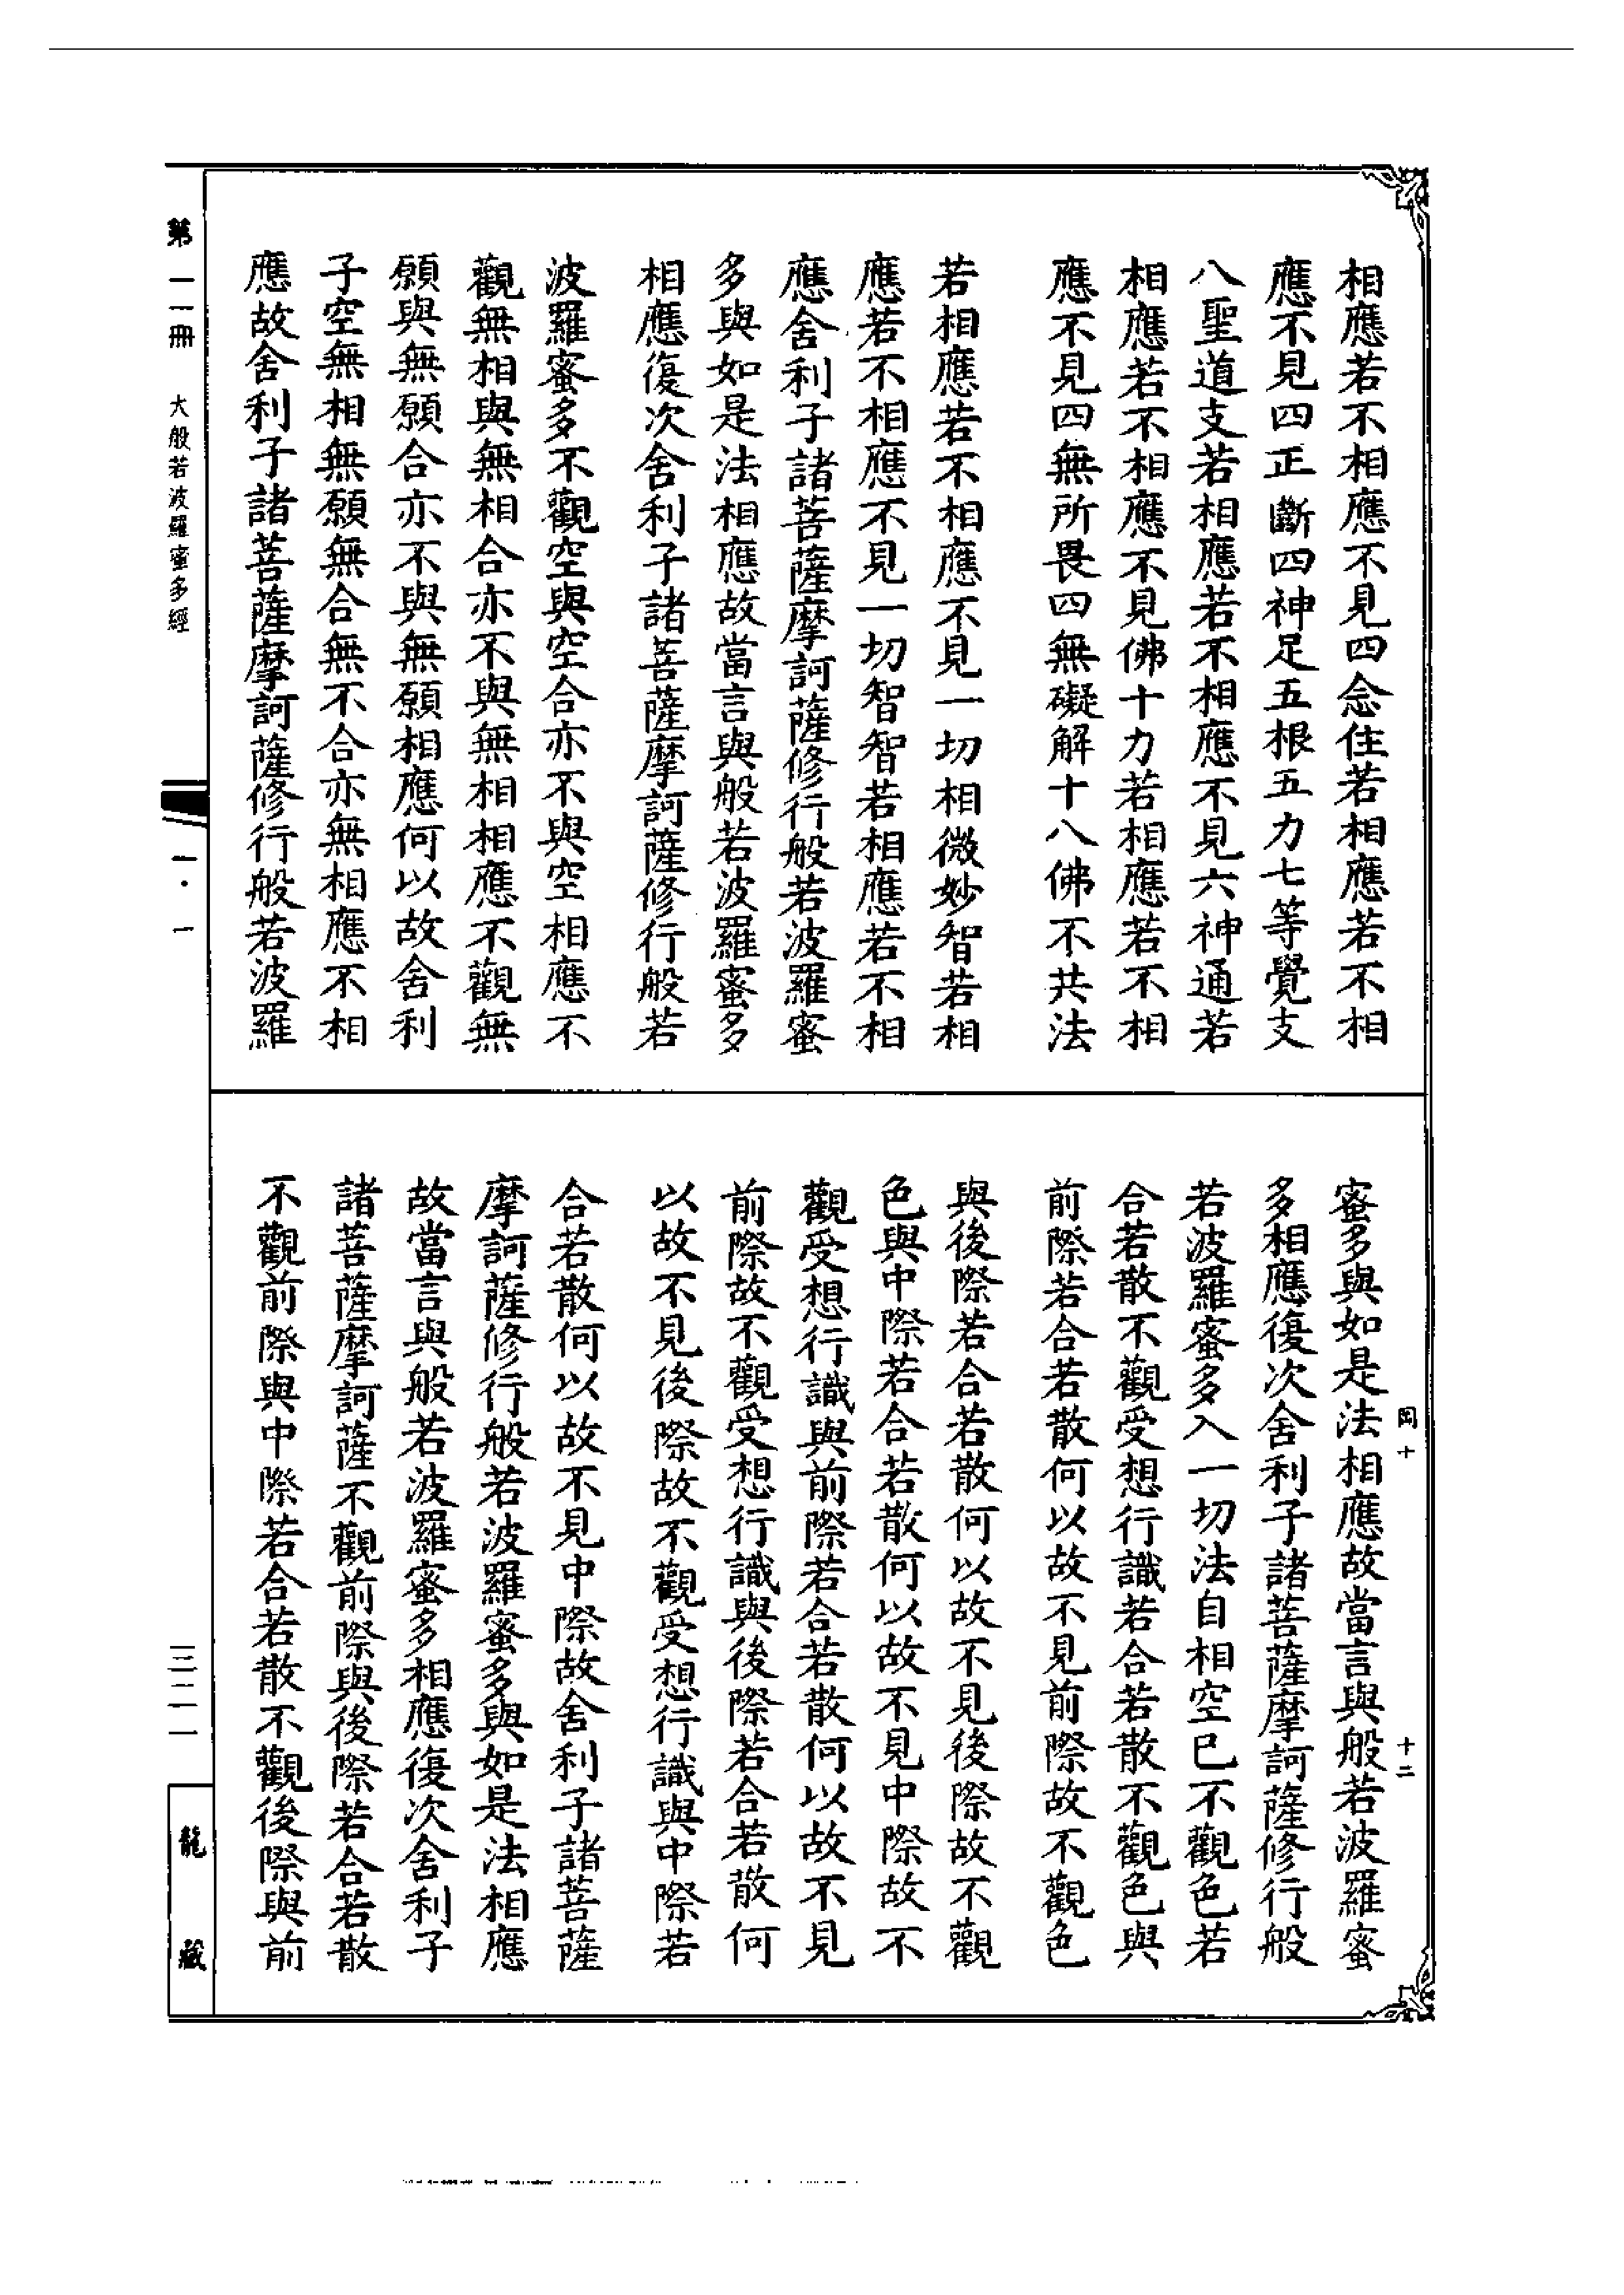 相應若不相應不見四念住若相應若不相
應不見四正斷四神足五根五力七等覺支
八聖道支若相應若不相應不見六神通若
相應若不相應不見佛十力若相應若不相
應不見四無所畏四無礙解十八佛不共法
若相應若不相應不見一切相微妙智若相
應若不相應不見一切智智若相應若不相
應舍利子諸菩薩摩訶薩修行般若波羅蜜
多與如是法相應故當言與般若波羅蜜多
相應復次舍利子諸菩薩摩訶薩修行般若
波羅蜜多不觀空與空合亦不與空相應不
觀無相與無相合亦不與無相相應不觀無
願與無願合亦不與無願相應何以故舍利
子空無相無願無合無不合亦無相應不相
應故舍利子諸菩薩摩訶薩修行般若波羅
蜜多與如是法相應故當言與般若波羅蜜
多相應復次舍利子諸菩薩摩訶薩修行般
若波羅蜜多入一切法自相空已不觀色若
合若散不觀受想行識若合若散不觀色與
前際若合若散何以故不見前際故不觀色
與後際若合若散何以故不見後際故不觀
色與中際若合若散何以故不見中際故不
觀受想行識與前際若合若散何以故不見
前際故不觀受想行識與後際若合若散何
以故不見後際故不觀受想行識與中際若
合若散何以故不見中際故舍利子諸菩薩
摩訶薩修行般若波羅蜜多與如是法相應
故當言與般若波羅蜜多相應復次舍利子
諸菩薩摩訶薩不觀前際與後際若合若散
不觀前際與中際若合若散不觀後際與前
岡十 十二
第二冊 大般若波羅蜜多經 一·一 三二一 龍藏